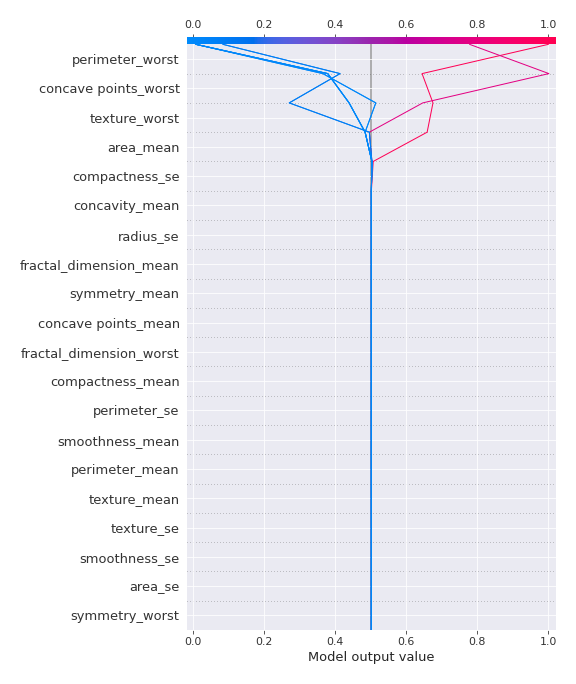 0.0 0.2 0.4 0.6 0.8 1.0
perimeter_worst
concave points_worst
texture_worst
area_mean
compactness_se
concavity_mean
radius_se
fractal_dimension_mean
symmetry_mean
concave points_mean
fractal_dimension_worst
compactness_mean
perimeter_se
smoothness_mean
perimeter_mean
texture_mean
texture_se
smoothness_se
area_se
symmetry_worst
0.0 0.2 0.4 0.6 0.8 1.0
Model output value